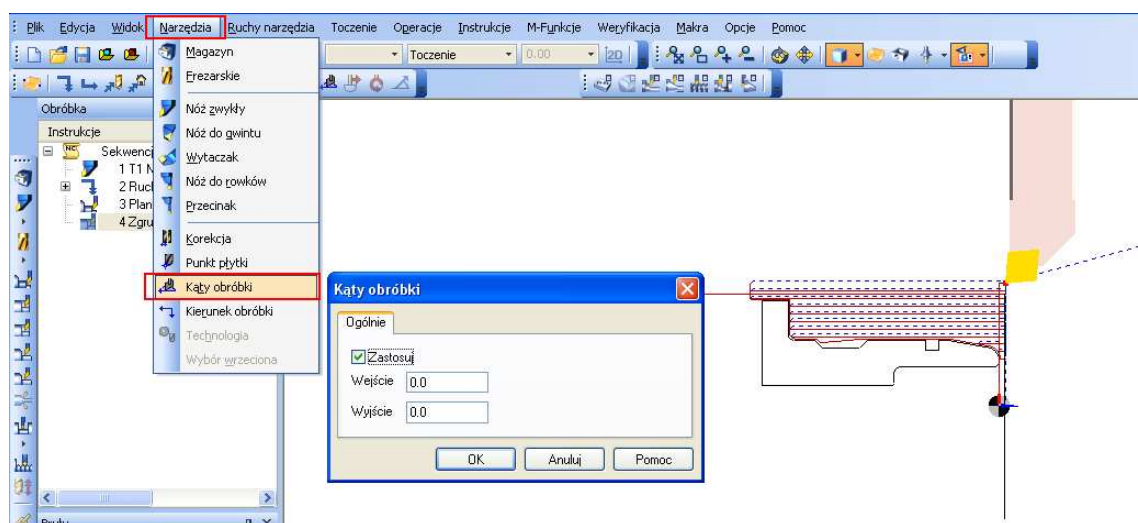 Plik Edycja Widok Narzędzia Ruchy narzędzia Toczenie Operacje Instrukcje M-Funkcje Weryfikacja Makra Opcje Pomoc
Toczenie 0.00 2D
Magazyn
Frezarskie
Nóż zwykły
Nóż do gwintu
Wytaczak
Nóż do rowków
Przecinak
Korekcja
Punkt płytki
Kąty obróbki
Kierunek obróbki
Technologia
Wybór wrzeciona
Obróbka
Instrukcje
Sekwencj
1 T1 N
2 Ruch
3 Plan
4 Zgru
Kąty obróbki
Ogólnie
Zastosuj
Wejście 0.0
Wyjście 0.0
OK Anuluj Pomoc